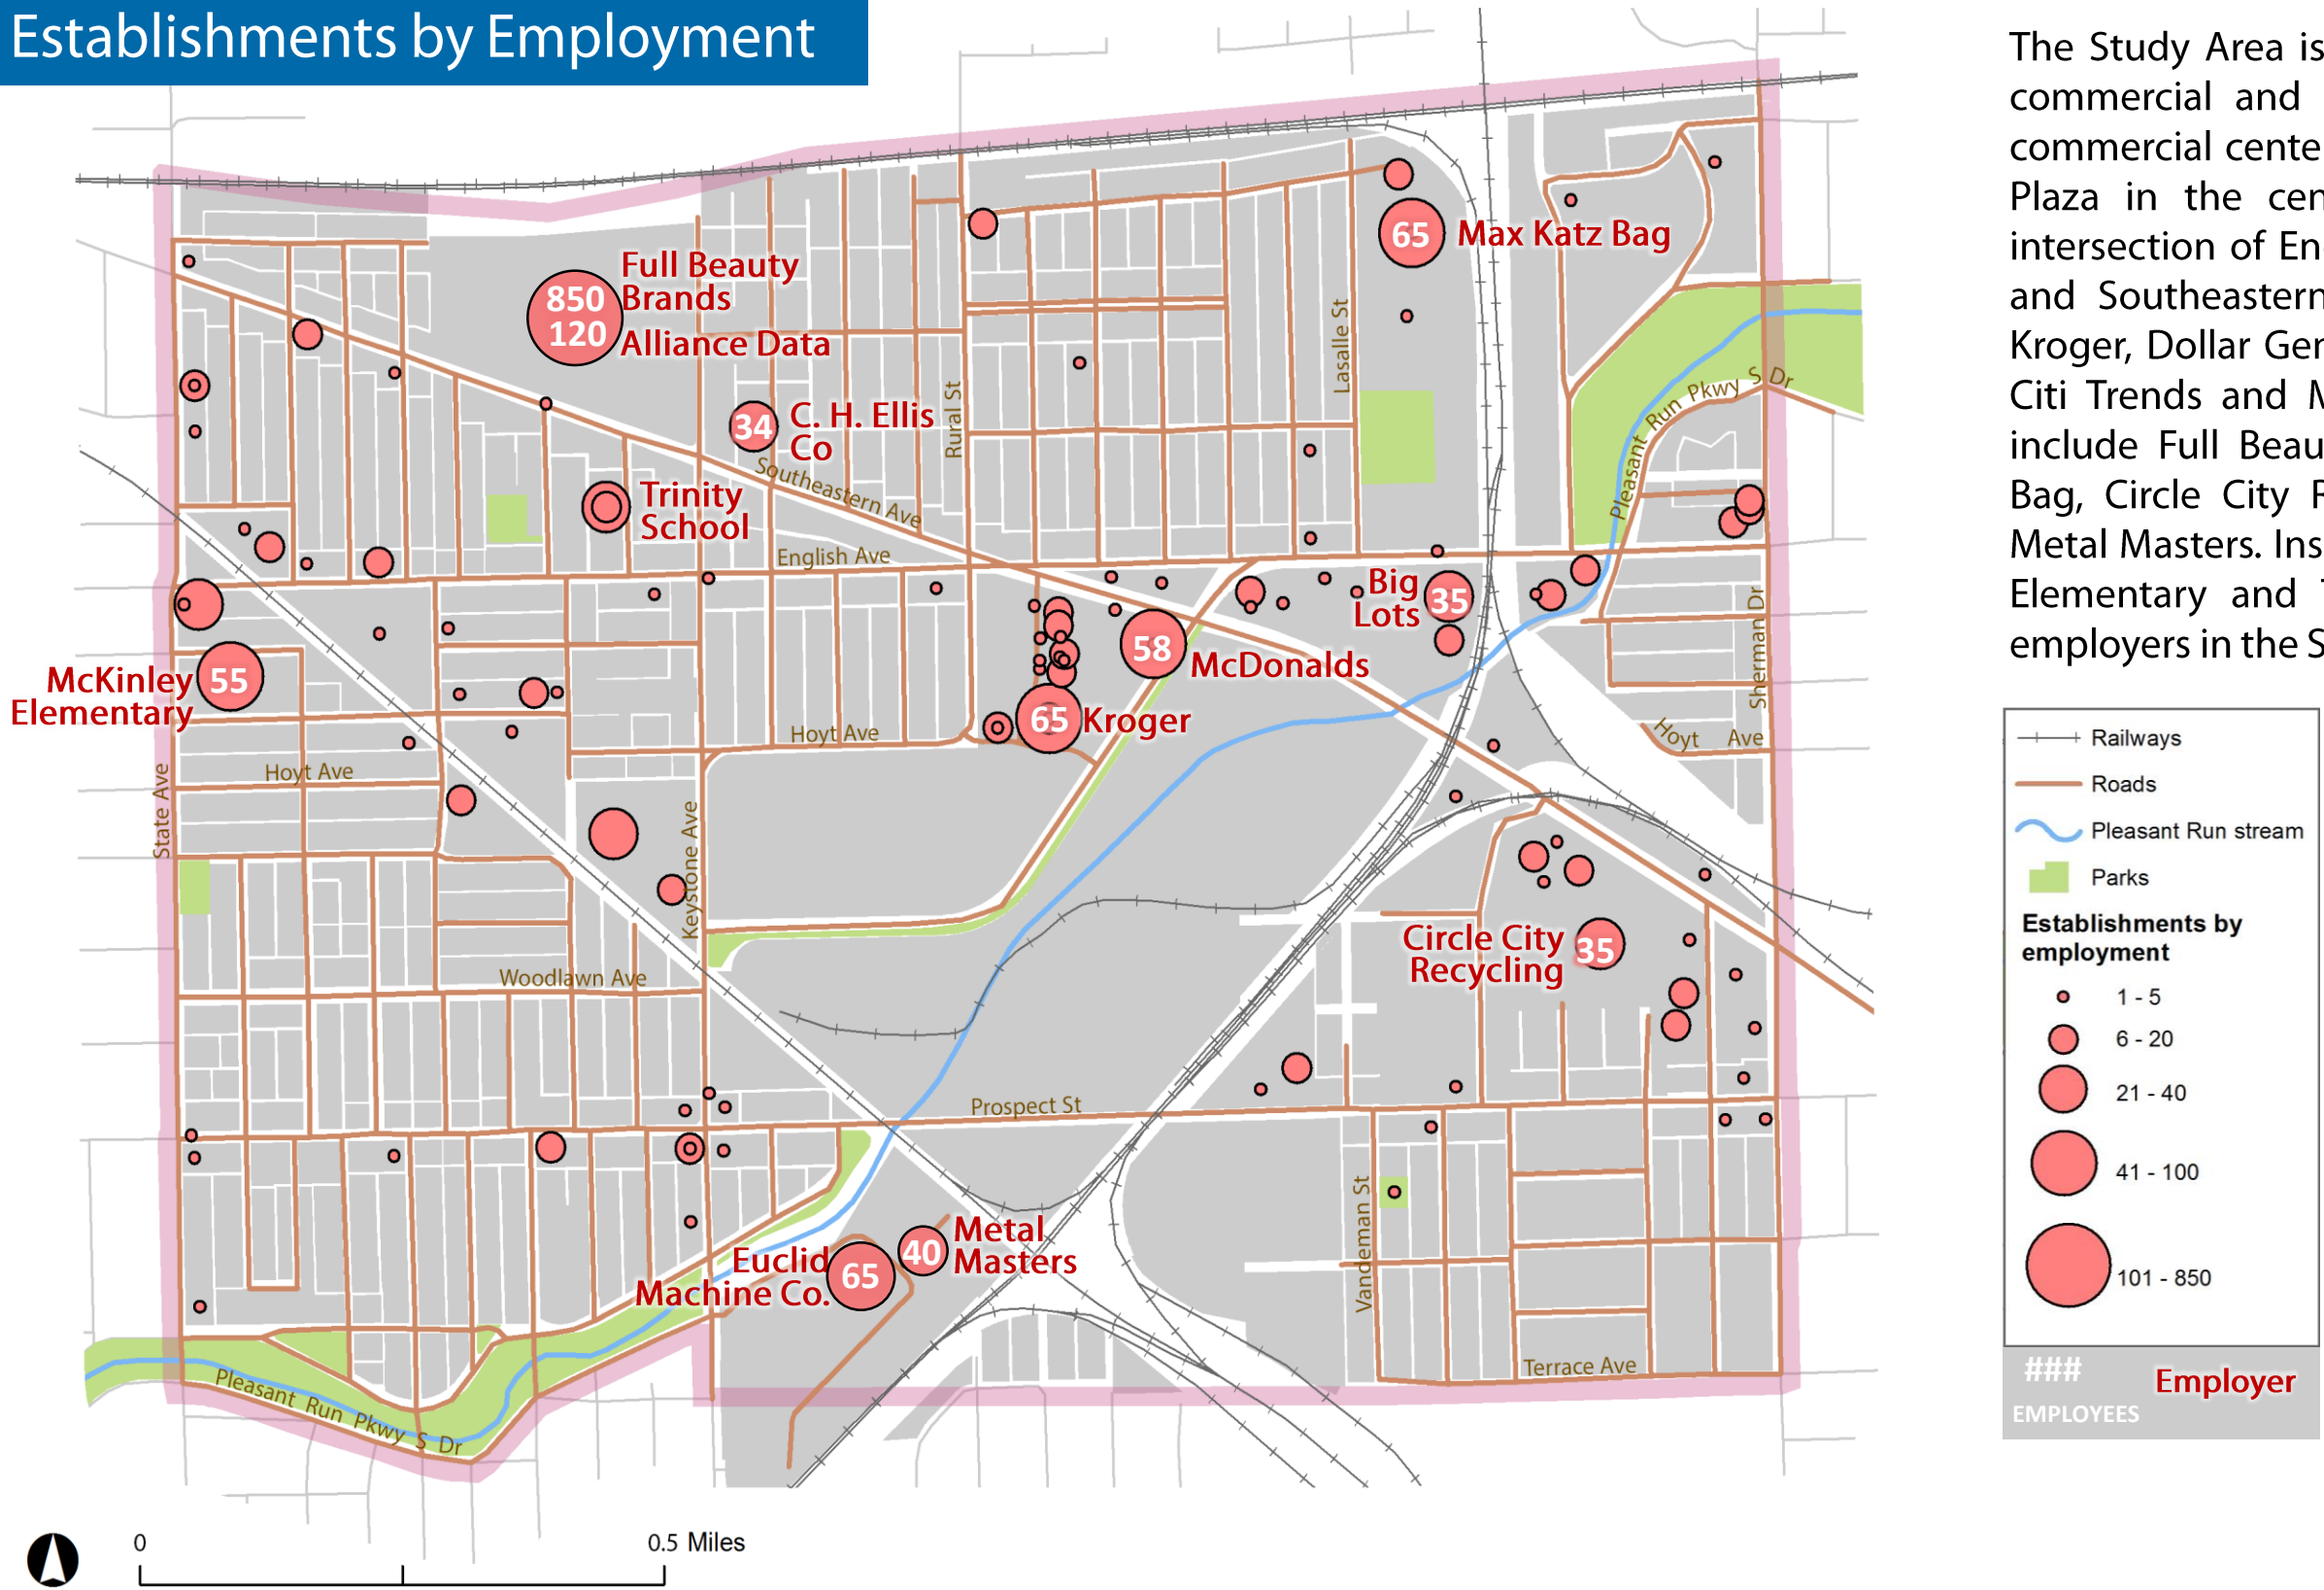 Establishments by Employment
The Study Area is
commercial and
commercial cente
Plaza in the cen
intersection of En
and Southeastern
Kroger, Dollar Ger
Citi Trends and M
include Full Beau
Bag, Circle City R
Metal Masters. Ins
Elementary and
employers in the S
Full Beauty
Brands
850
120
Alliance Data
65
Max Katz Bag
34
C. H. Ellis
Co
Trinity
School
Southeastern Ave
English Ave
Rural St
Lasalle St
Pleasant Run Pkwy S Dr
Big
Lots
35
58
McDonalds
McKinley
Elementary
55
65
Kroger
Hoyt Ave
Hoyt Ave
Hoyt Ave
Sherman Dr
State Ave
Keystone Ave
Circle City
Recycling
35
Woodlawn Ave
Prospect St
Vandeman St
Metal
Masters
40
Euclid
Machine Co.
65
Terrace Ave
Pleasant Run Pkwy S Dr
0
0.5 Miles
Railways
Roads
Pleasant Run stream
Parks
Establishments by
employment
1 - 5
6 - 20
21 - 40
41 - 100
101 - 850
###
EMPLOYEES
Employer